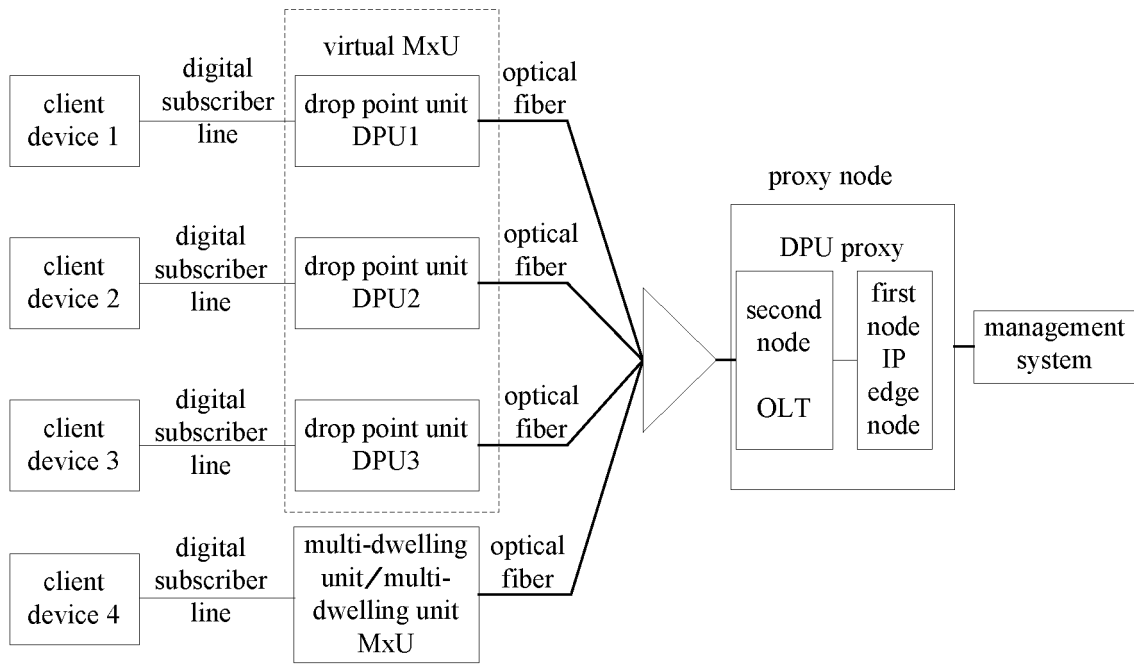 virtual MxU
client
device 1
digital
subscriber
line
drop point unit
DPU1
optical
fiber
client
device 2
digital
subscriber
line
drop point unit
DPU2
optical
fiber
client
device 3
digital
subscriber
line
drop point unit
DPU3
optical
fiber
client
device 4
digital
subscriber
line
multi-dwelling
unit/multi-
dwelling unit
MxU
optical
fiber
proxy node
DPU proxy
second
node
OLT
first
node
IP
edge
node
management
system